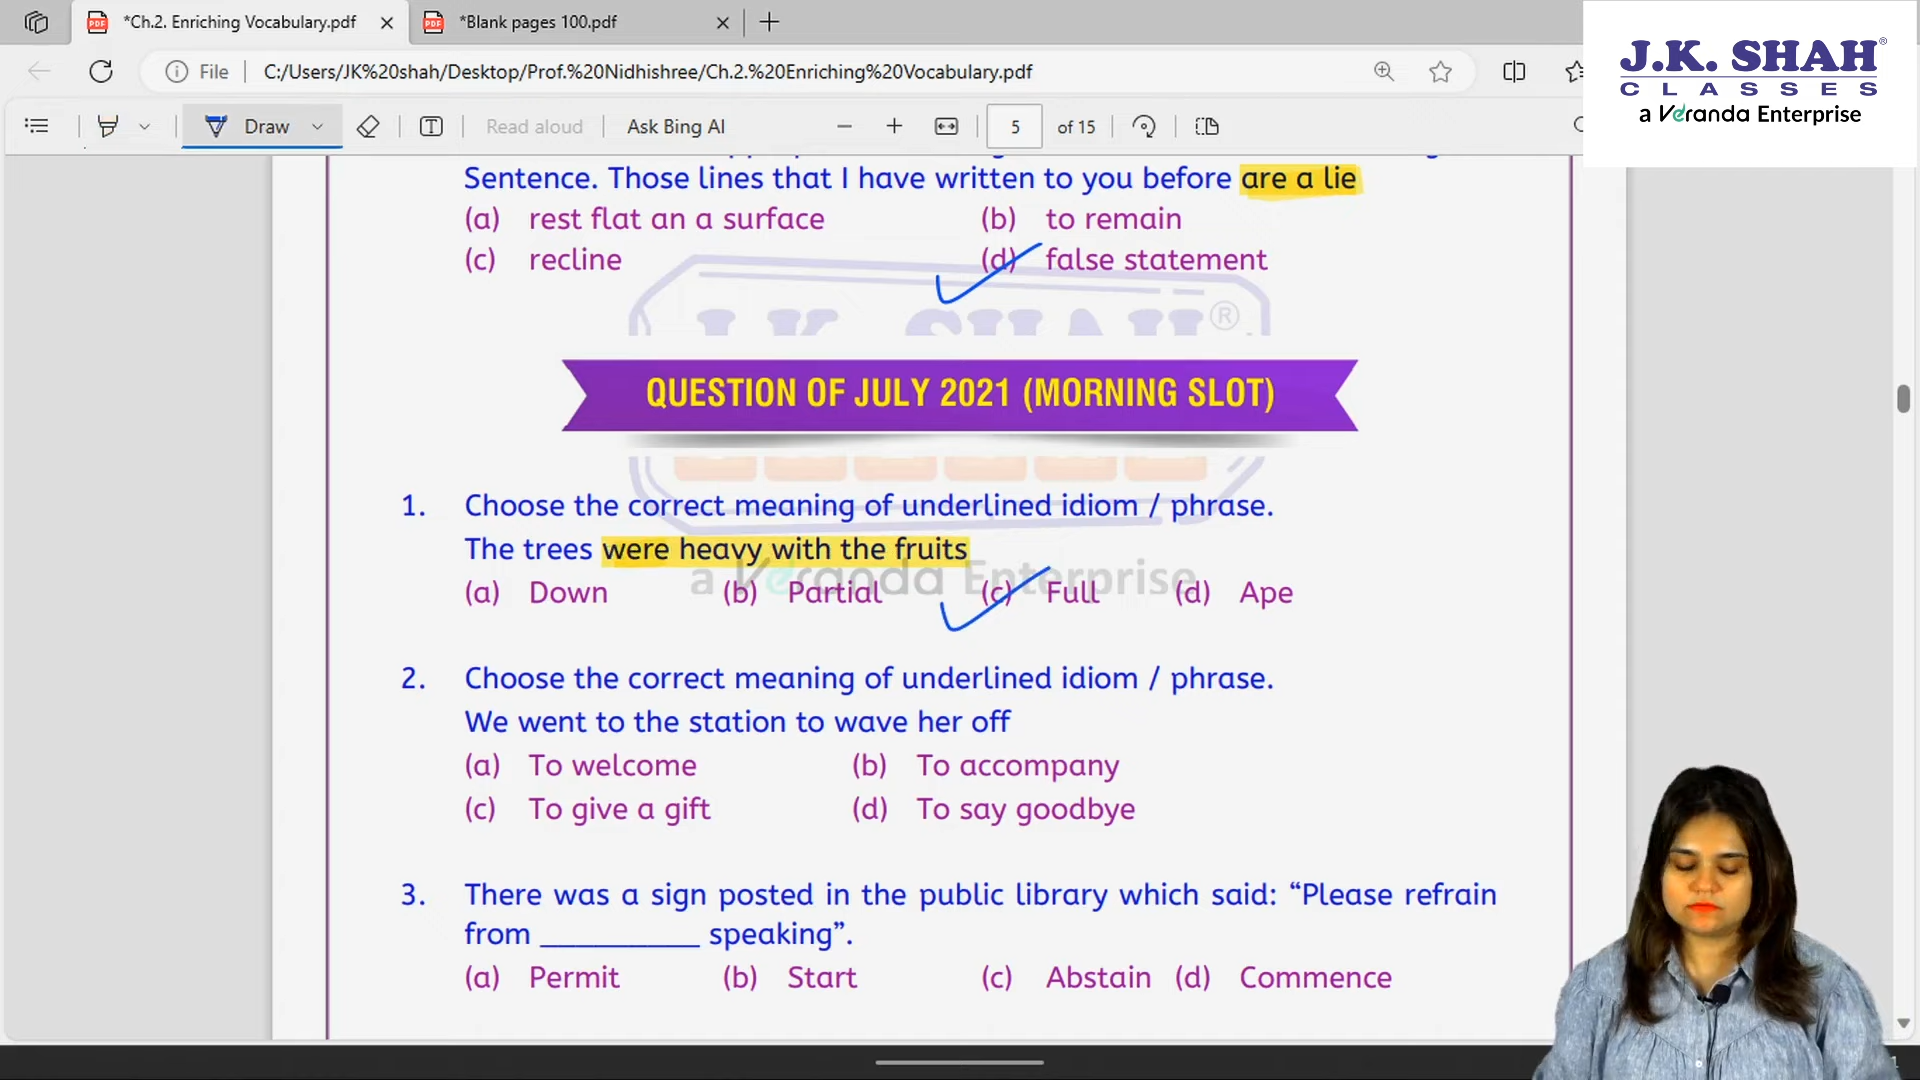 *Ch.2. Enriching Vocabulary.pdf
*Blank pages 100.pdf
File
C:/Users/JK%20shah/Desktop/Prof.%20Nidhishree/Ch.2.%20Enriching%20Vocabulary.pdf
J.K. SHAH®
CLASSES
a Veranda Enterprise
Draw
Read aloud
Ask Bing AI
5 of 15
Sentence. Those lines that I have written to you before are a lie
(a) rest flat an a surface (b) to remain
(c) recline (d) false statement
QUESTION OF JULY 2021 (MORNING SLOT)
1. Choose the correct meaning of underlined idiom / phrase.
The trees were heavy with the fruits
(a) Down (b) Partial (c) Full (d) Ape
a Veranda Enterprise
2. Choose the correct meaning of underlined idiom / phrase.
We went to the station to wave her off
(a) To welcome (b) To accompany
(c) To give a gift (d) To say goodbye
3. There was a sign posted in the public library which said: “Please refrain
from __________ speaking”.
(a) Permit (b) Start (c) Abstain (d) Commence